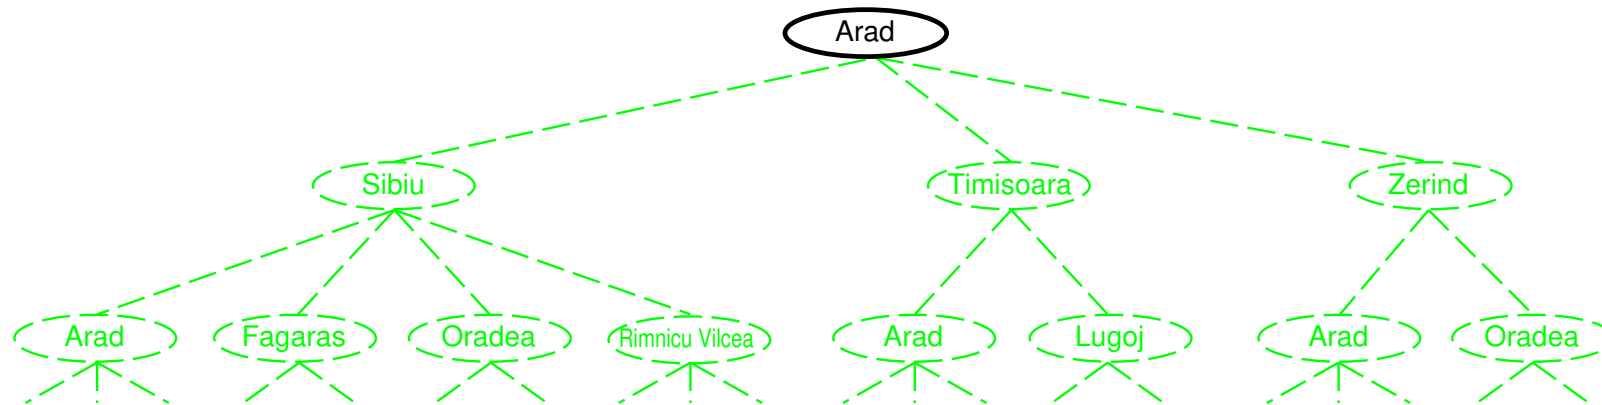 Arad
Sibiu
Timisoara
Zerind
Arad
Fagaras
Oradea
Rimnicu Vilcea
Arad
Lugoj
Arad
Oradea